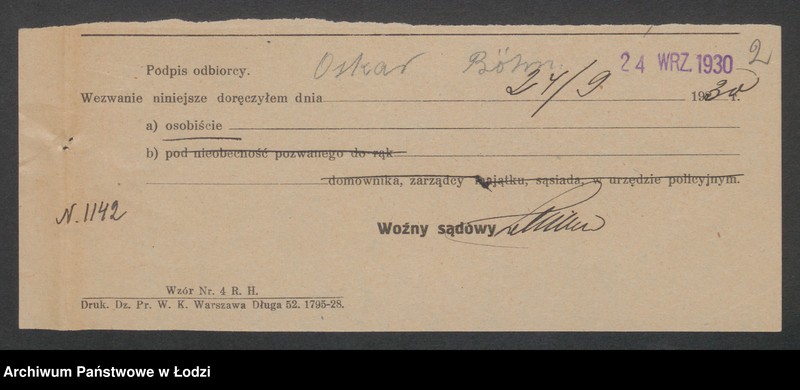 Podpis odbiorcy. Oskar Böhm. 24 WRZ. 1930 2
Wezwanie niniejsze doręczyłem dnia 24/9 1930 r.
a) osobiście
b) pod nieobecność pozwanego do rąk
domownika, zarządcy majątku, sąsiada, w urzędzie policyjnym.
N. 1142
Woźny sądowy
Wzór Nr. 4 R. H.
Druk. Dz. Pr. W. K. Warszawa Długa 52. 1795-28.
Archiwum Państwowe w Łodzi